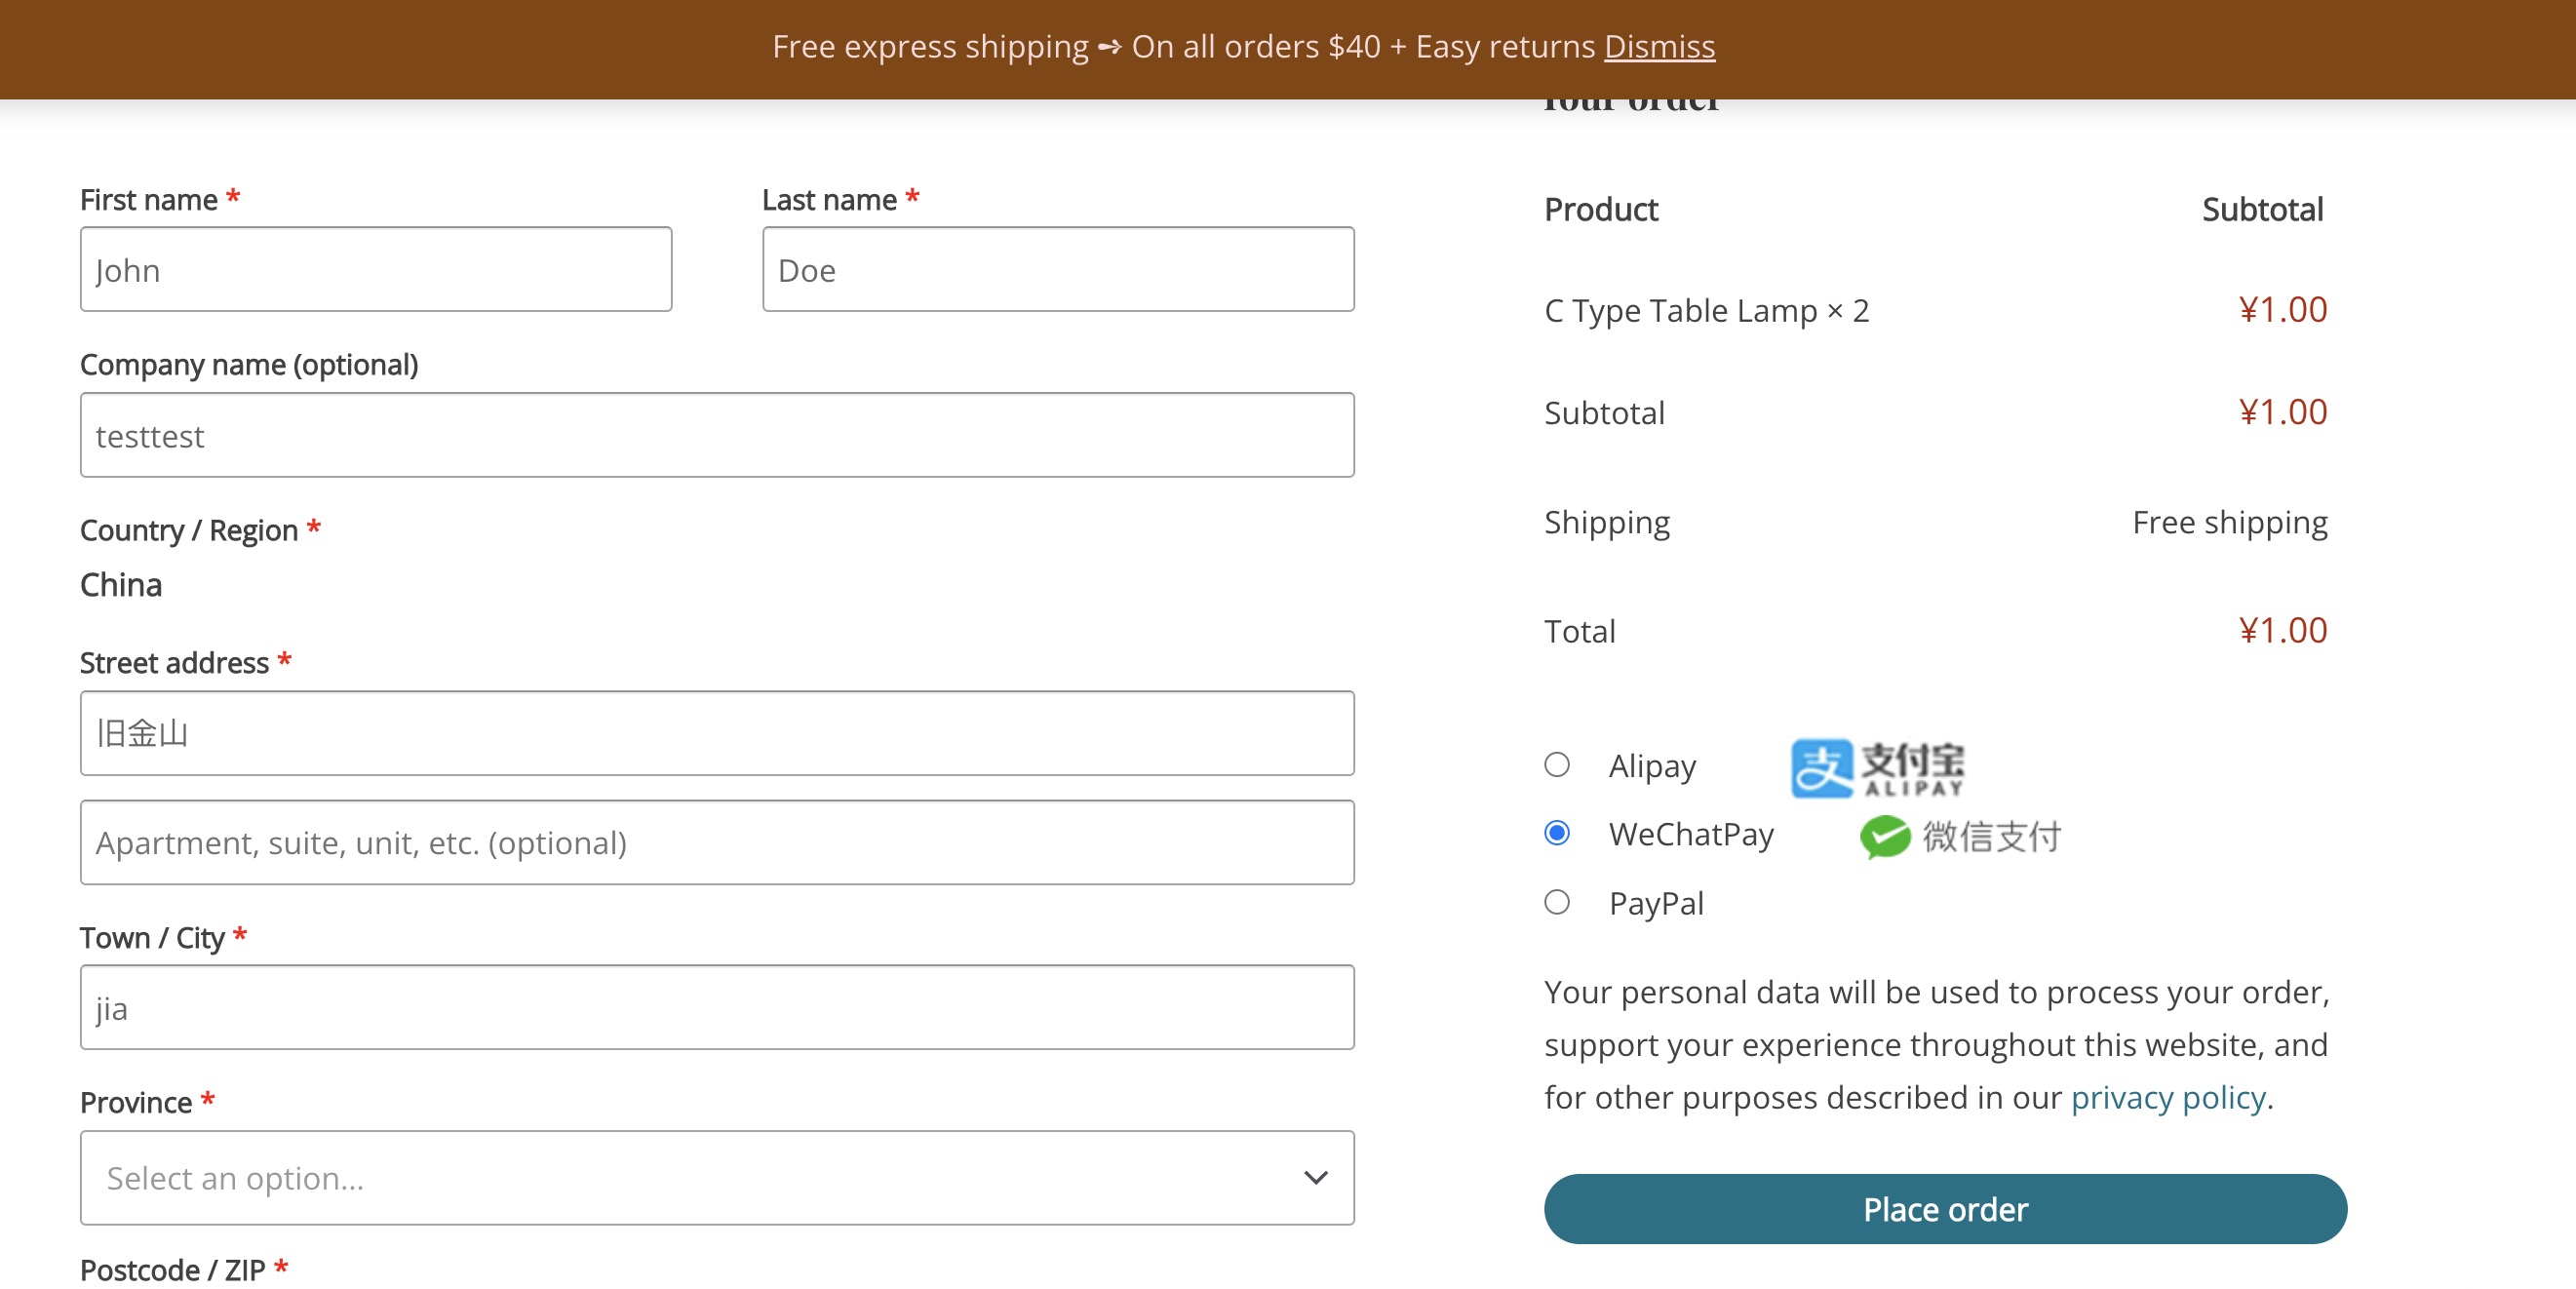 Free express shipping ➺ On all orders $40 + Easy returns Dismiss
Your order
First name *
John
Last name *
Doe
Company name (optional)
testtest
Country / Region *
China
Street address *
旧金山
Apartment, suite, unit, etc. (optional)
Town / City *
jia
Province *
Select an option...
Postcode / ZIP *
Product Subtotal
C Type Table Lamp × 2 ¥1.00
Subtotal ¥1.00
Shipping Free shipping
Total ¥1.00
Alipay 支付宝 ALIPAY
WeChatPay 微信支付
PayPal
Your personal data will be used to process your order,
support your experience throughout this website, and
for other purposes described in our privacy policy.
Place order